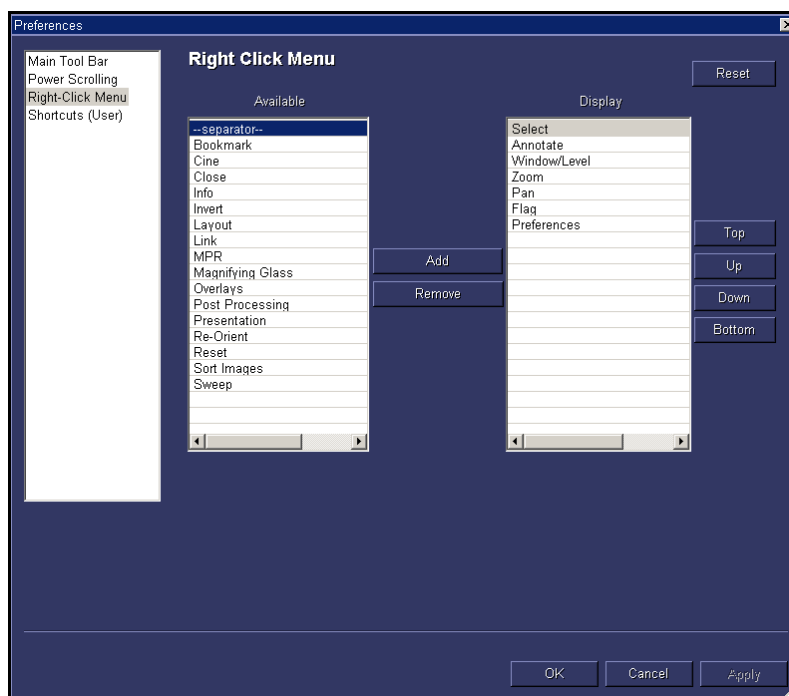 Preferences
Main Tool Bar
Power Scrolling
Right-Click Menu
Shortcuts (User)
Right Click Menu
Reset
Available
--separator--
Bookmark
Cine
Close
Info
Invert
Layout
Link
MPR
Magnifying Glass
Overlays
Post Processing
Presentation
Re-Orient
Reset
Sort Images
Sweep
Add
Remove
Display
Select
Annotate
Window/Level
Zoom
Pan
Flag
Preferences
Top
Up
Down
Bottom
OK
Cancel
Apply